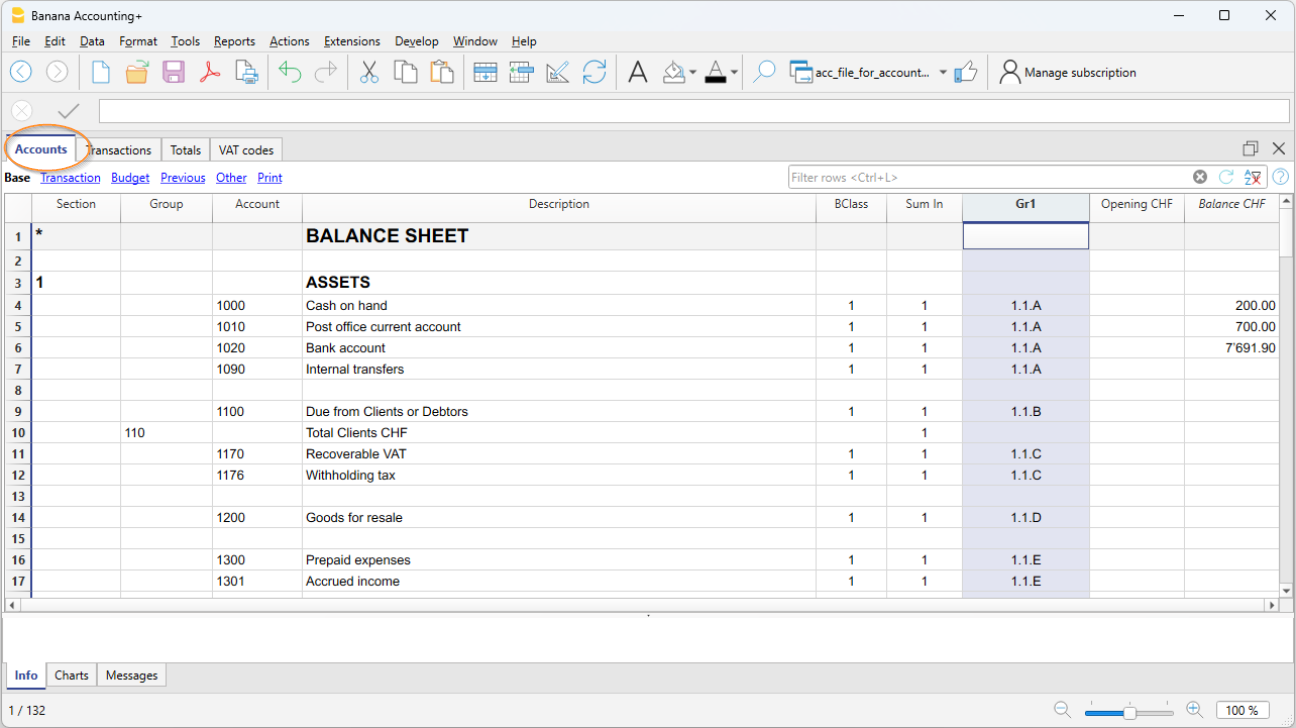 Banana Accounting+
File Edit Data Format Tools Reports Actions Extensions Develop Window Help
acc_file_for_account... Manage subscription
Accounts Transactions Totals VAT codes
Base Transaction Budget Previous Other Print Filter rows <Ctrl+L>
Section Group Account Description BClass Sum In Gr1 Opening CHF Balance CHF
1 * BALANCE SHEET
2
3 1 ASSETS
4 1000 Cash on hand 1 1 1.1.A 200.00
5 1010 Post office current account 1 1 1.1.A 700.00
6 1020 Bank account 1 1 1.1.A 7'691.90
7 1090 Internal transfers 1 1 1.1.A
8
9 1100 Due from Clients or Debtors 1 1 1.1.B
10 110 Total Clients CHF 1
11 1170 Recoverable VAT 1 1 1.1.C
12 1176 Withholding tax 1 1 1.1.C
13
14 1200 Goods for resale 1 1 1.1.D
15
16 1300 Prepaid expenses 1 1 1.1.E
17 1301 Accrued income 1 1 1.1.E
Info Charts Messages
1 / 132 100 %